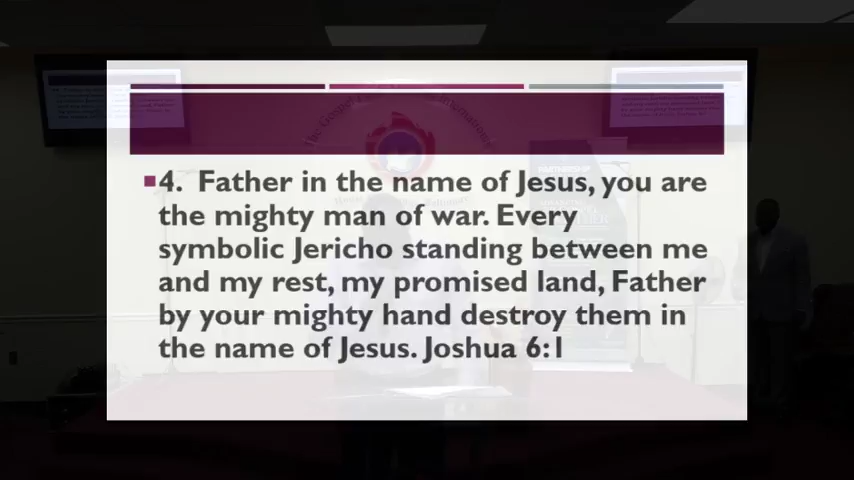 4. Father in the name of Jesus, you are
the mighty man of war. Every
symbolic Jericho standing between me
and my rest, my promised land, Father
by your mighty hand destroy them in
the name of Jesus. Joshua 6:1